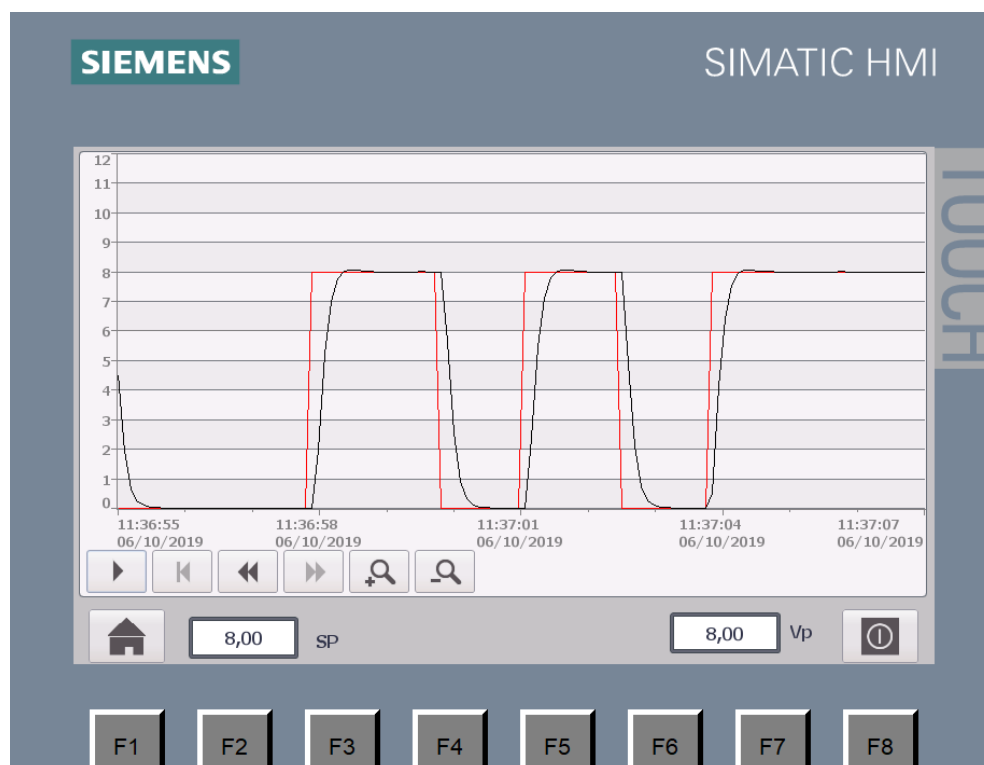 SIEMENS
SIMATIC HMI
TOUCH
12
11
10
9
8
7
6
5
4
3
2
1
0
11:36:55 11:36:58 11:37:01 11:37:04 11:37:07
06/10/2019 06/10/2019 06/10/2019 06/10/2019 06/10/2019
8,00 SP 8,00 Vp
F1 F2 F3 F4 F5 F6 F7 F8